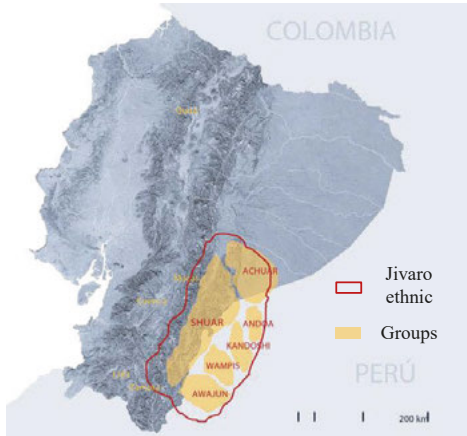 COLOMBIA
ACHUAR
SHUAR
ANDOA
KANDOSHI
WAMPIS
AWAJUN
Jivaro
ethnic
Groups
PERÚ
200 km